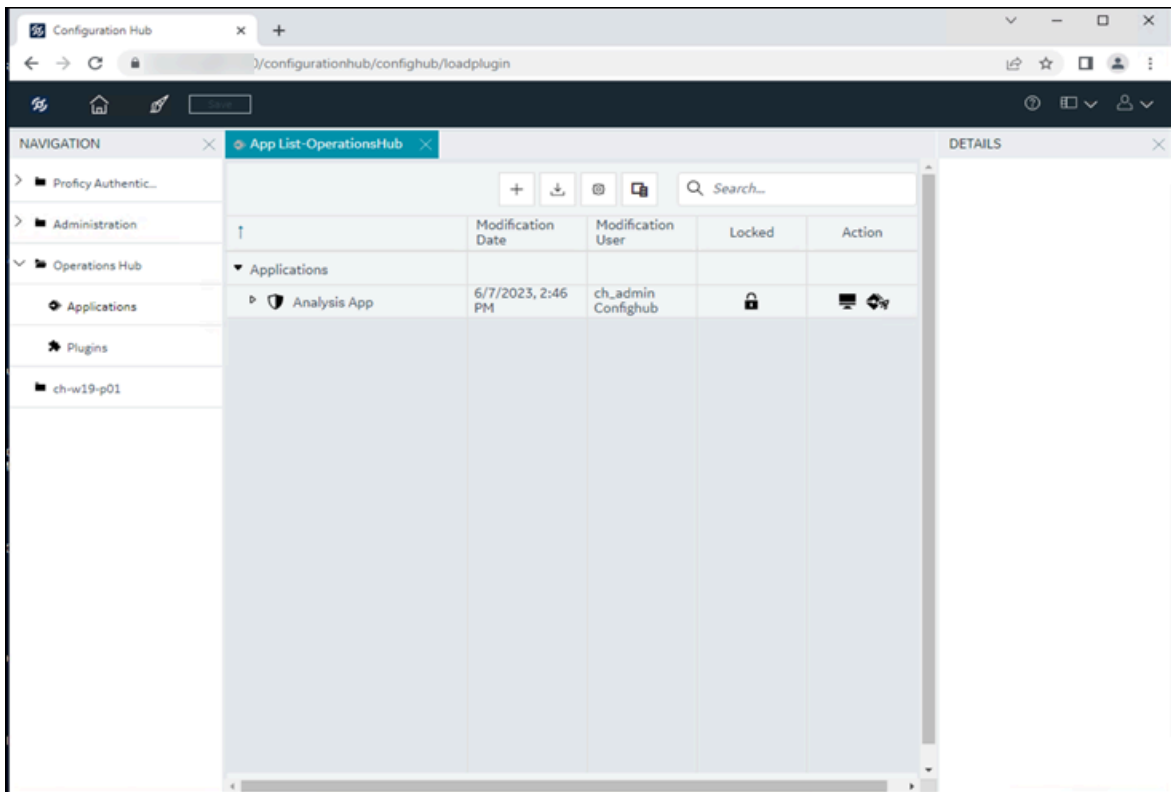 Configuration Hub
0/configurationhub/confighub/loadplugin
Save
NAVIGATION
App List-OperationsHub
DETAILS
Proficy Authentic...
Administration
Operations Hub
Applications
Plugins
ch-w19-p01
Search...
Modification Date
Modification User
Locked
Action
Applications
Analysis App
6/7/2023, 2:46 PM
ch_admin Confighub